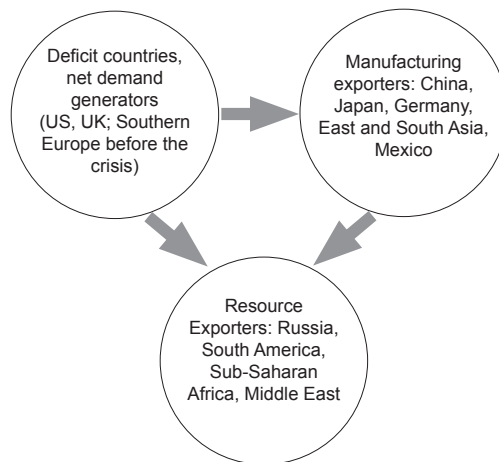 Deficit countries,
net demand
generators
(US, UK; Southern
Europe before the
crisis)
Manufacturing
exporters: China,
Japan, Germany,
East and South Asia,
Mexico
Resource
Exporters: Russia,
South America,
Sub-Saharan
Africa, Middle East